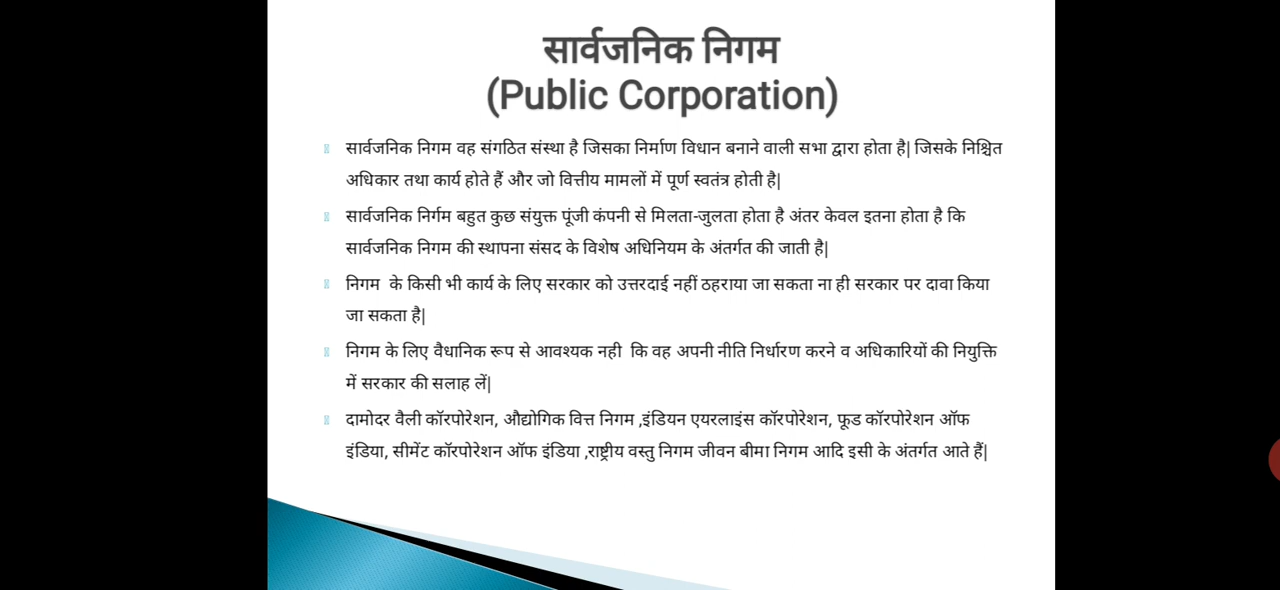 सार्वजनिक निगम
(Public Corporation)
सार्वजनिक निगम वह संगठित संस्था है जिसका निर्माण विधान बनाने वाली सभा द्वारा होता है| जिसके निश्चित
अधिकार तथा कार्य होते हैं और जो वित्तीय मामलों में पूर्ण स्वतंत्र होती है|
सार्वजनिक निर्गम बहुत कुछ संयुक्त पूंजी कंपनी से मिलता-जुलता होता है अंतर केवल इतना होता है कि
सार्वजनिक निगम की स्थापना संसद के विशेष अधिनियम के अंतर्गत की जाती है|
निगम के किसी भी कार्य के लिए सरकार को उत्तरदाई नहीं ठहराया जा सकता ना ही सरकार पर दावा किया
जा सकता है|
निगम के लिए वैधानिक रूप से आवश्यक नही कि वह अपनी नीति निर्धारण करने व अधिकारियों की नियुक्ति
में सरकार की सलाह लें|
दामोदर वैली कॉरपोरेशन, औद्योगिक वित्त निगम ,इंडियन एयरलाइंस कॉरपोरेशन, फूड कॉरपोरेशन ऑफ
इंडिया, सीमेंट कॉरपोरेशन ऑफ इंडिया ,राष्ट्रीय वस्तु निगम जीवन बीमा निगम आदि इसी के अंतर्गत आते हैं|